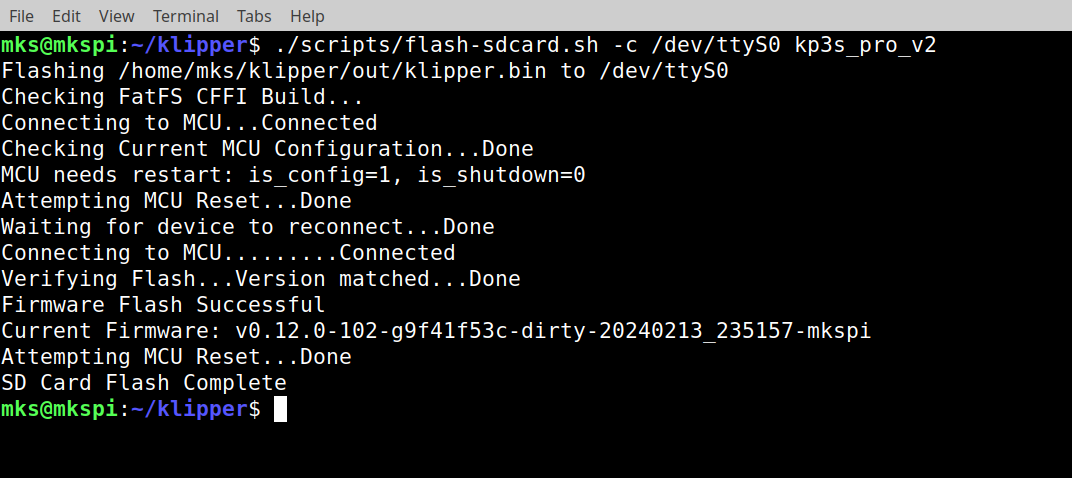 File Edit View Terminal Tabs Help
mks@mkspi:~/klipper$ ./scripts/flash-sdcard.sh -c /dev/ttyS0 kp3s_pro_v2
Flashing /home/mks/klipper/out/klipper.bin to /dev/ttyS0
Checking FatFS CFFI Build...
Connecting to MCU...Connected
Checking Current MCU Configuration...Done
MCU needs restart: is_config=1, is_shutdown=0
Attempting MCU Reset...Done
Waiting for device to reconnect...Done
Connecting to MCU.........Connected
Verifying Flash...Version matched...Done
Firmware Flash Successful
Current Firmware: v0.12.0-102-g9f41f53c-dirty-20240213_235157-mkspi
Attempting MCU Reset...Done
SD Card Flash Complete
mks@mkspi:~/klipper$